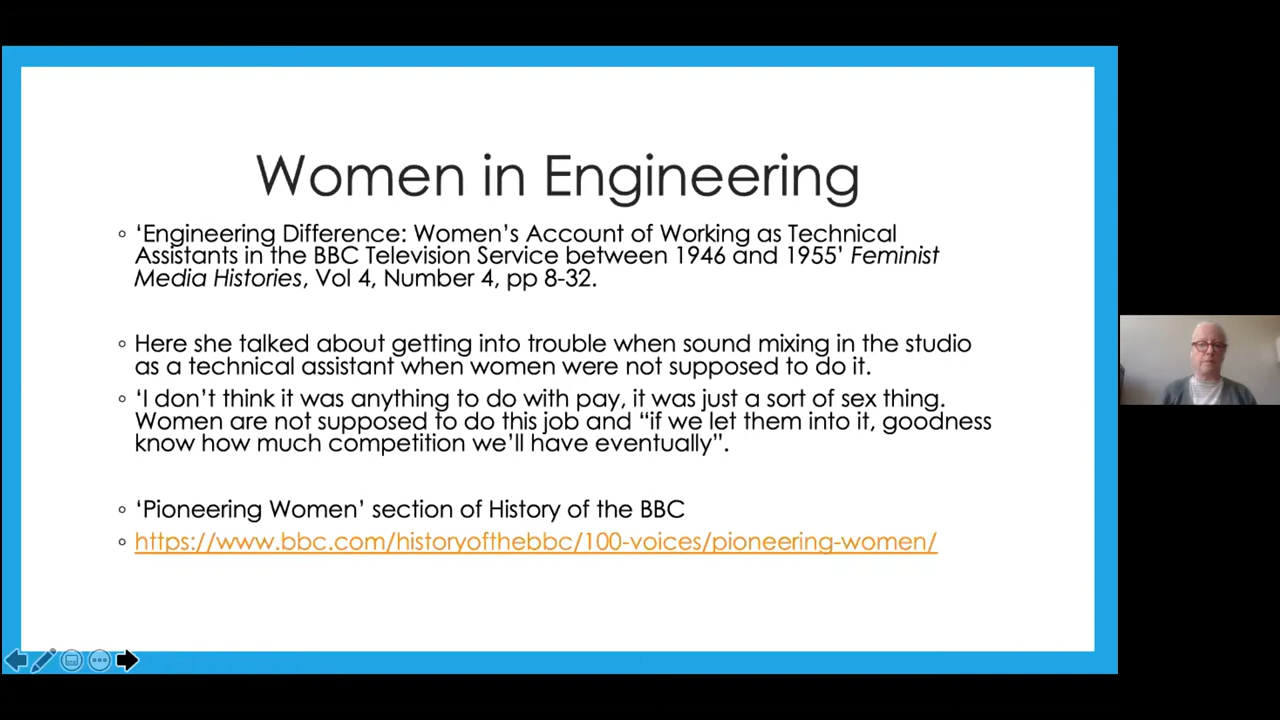 Women in Engineering
‘Engineering Difference: Women’s Account of Working as Technical
Assistants in the BBC Television Service between 1946 and 1955’ Feminist
Media Histories, Vol 4, Number 4, pp 8-32.
Here she talked about getting into trouble when sound mixing in the studio
as a technical assistant when women were not supposed to do it.
‘I don’t think it was anything to do with pay, it was just a sort of sex thing.
Women are not supposed to do this job and “if we let them into it, goodness
know how much competition we’ll have eventually”.
‘Pioneering Women’ section of History of the BBC
https://www.bbc.com/historyofthebbc/100-voices/pioneering-women/